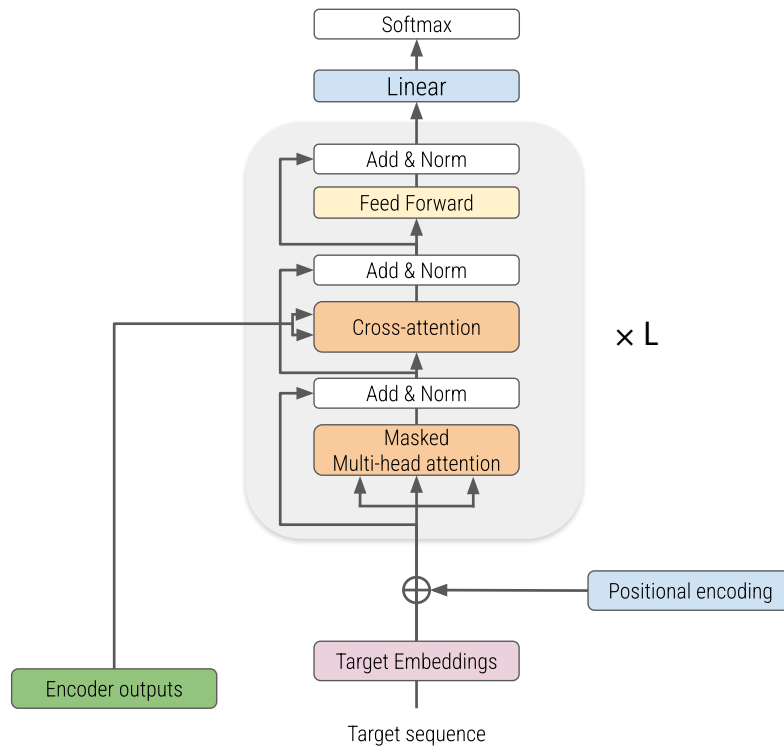 Softmax
Linear
Add & Norm
Feed Forward
Add & Norm
Cross-attention
× L
Add & Norm
Masked
Multi-head attention
Positional encoding
Target Embeddings
Encoder outputs
Target sequence